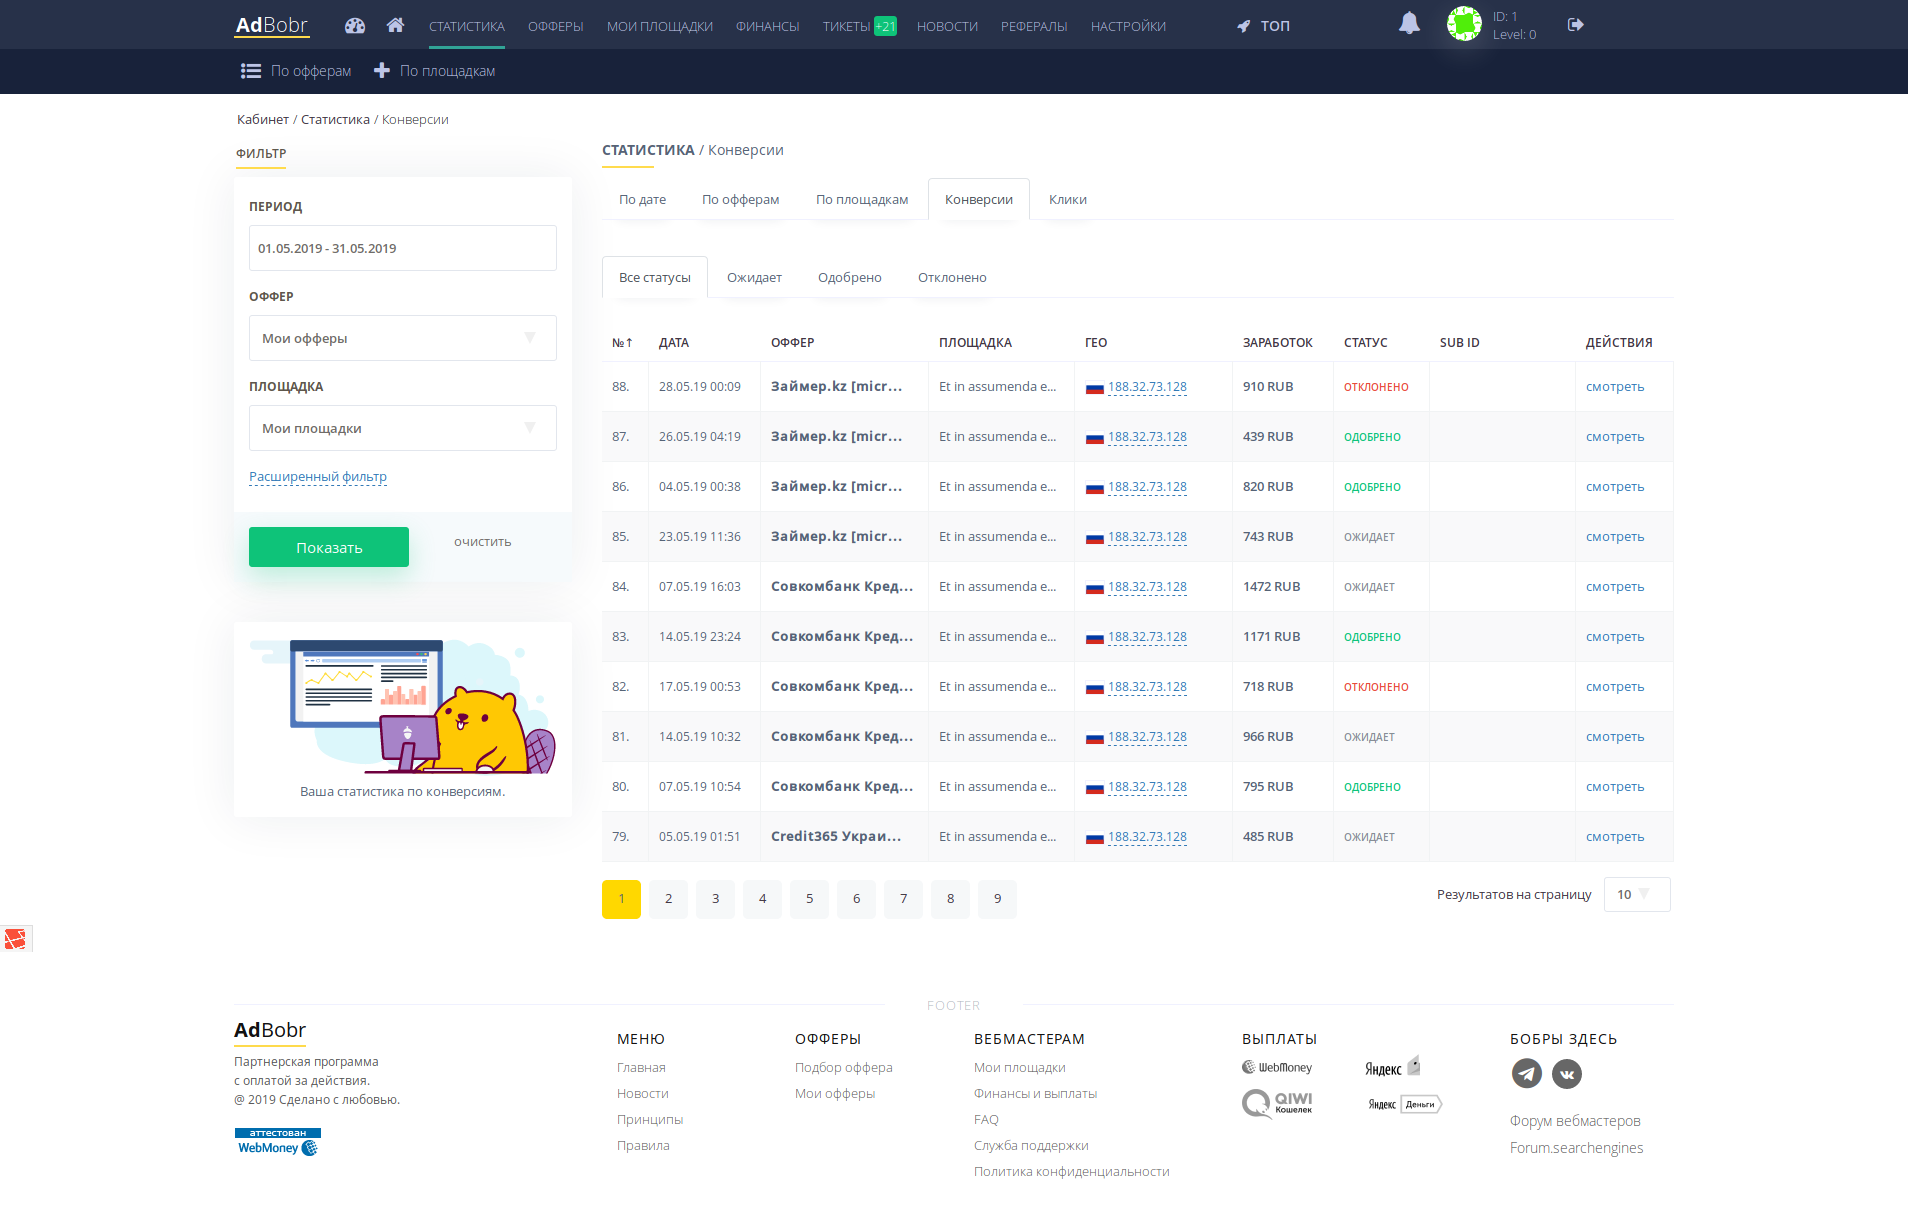 AdBobr СТАТИСТИКА ОФФЕРЫ МОИ ПЛОЩАДКИ ФИНАНСЫ ТИКЕТЫ +21 НОВОСТИ РЕФЕРАЛЫ НАСТРОЙКИ ТОП ID: 1
Level: 0
По офферам По площадкам
Кабинет / Статистика / Конверсии
ФИЛЬТР
ПЕРИОД
01.05.2019 - 31.05.2019
ОФФЕР
Мои офферы
ПЛОЩАДКА
Мои площадки
Расширенный фильтр
Показать очистить
Ваша статистика по конверсиям.
СТАТИСТИКА / Конверсии
По дате По офферам По площадкам Конверсии Клики
Все статусы Ожидает Одобрено Отклонено
№↑ ДАТА ОФФЕР ПЛОЩАДКА ГЕО ЗАРАБОТОК СТАТУС SUB ID ДЕЙСТВИЯ
88. 28.05.19 00:09 Займер.kz [micr... Et in assumenda e... 188.32.73.128 910 RUB ОТКЛОНЕНО смотреть
87. 26.05.19 04:19 Займер.kz [micr... Et in assumenda e... 188.32.73.128 439 RUB ОДОБРЕНО смотреть
86. 04.05.19 00:38 Займер.kz [micr... Et in assumenda e... 188.32.73.128 820 RUB ОДОБРЕНО смотреть
85. 23.05.19 11:36 Займер.kz [micr... Et in assumenda e... 188.32.73.128 743 RUB ОЖИДАЕТ смотреть
84. 07.05.19 16:03 Совкомбанк Кред... Et in assumenda e... 188.32.73.128 1472 RUB ОЖИДАЕТ смотреть
83. 14.05.19 23:24 Совкомбанк Кред... Et in assumenda e... 188.32.73.128 1171 RUB ОДОБРЕНО смотреть
82. 17.05.19 00:53 Совкомбанк Кред... Et in assumenda e... 188.32.73.128 718 RUB ОТКЛОНЕНО смотреть
81. 14.05.19 10:32 Совкомбанк Кред... Et in assumenda e... 188.32.73.128 966 RUB ОЖИДАЕТ смотреть
80. 07.05.19 10:54 Совкомбанк Кред... Et in assumenda e... 188.32.73.128 795 RUB ОДОБРЕНО смотреть
79. 05.05.19 01:51 Credit365 Украи... Et in assumenda e... 188.32.73.128 485 RUB ОЖИДАЕТ смотреть
1 2 3 4 5 6 7 8 9 Результатов на страницу 10
FOOTER
AdBobr
Партнерская программа
с оплатой за действия.
@ 2019 Сделано с любовью.
аттестован
WebMoney
МЕНЮ
Главная
Новости
Принципы
Правила
ОФФЕРЫ
Подбор оффера
Мои офферы
ВЕБМАСТЕРАМ
Мои площадки
Финансы и выплаты
FAQ
Служба поддержки
Политика конфиденциальности
ВЫПЛАТЫ
WebMoney Яндекс
QIWI
Кошелек Яндекс Деньги
БОБРЫ ЗДЕСЬ
Форум вебмастеров
Forum.searchengines